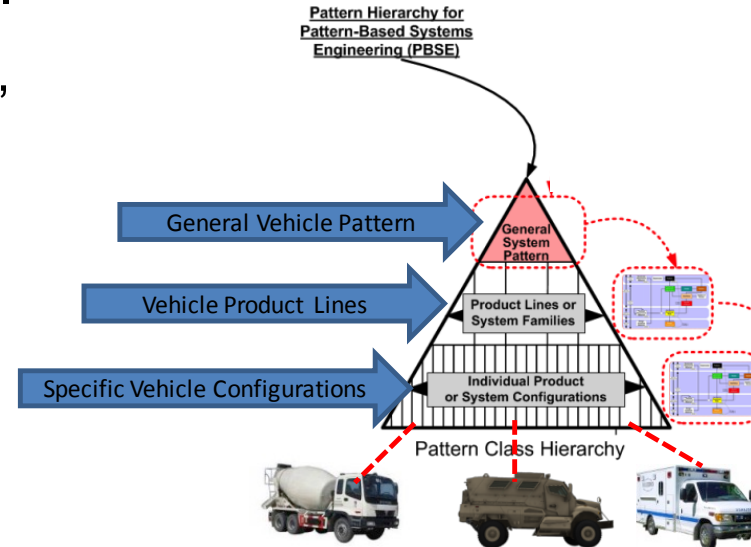 Pattern Hierarchy for
Pattern-Based Systems
Engineering (PBSE)
,
General Vehicle Pattern
General
System
Pattern
Vehicle Product Lines
Product Lines or
System Families
Specific Vehicle Configurations
Individual Product
or System Configurations
Pattern Class Hierarchy